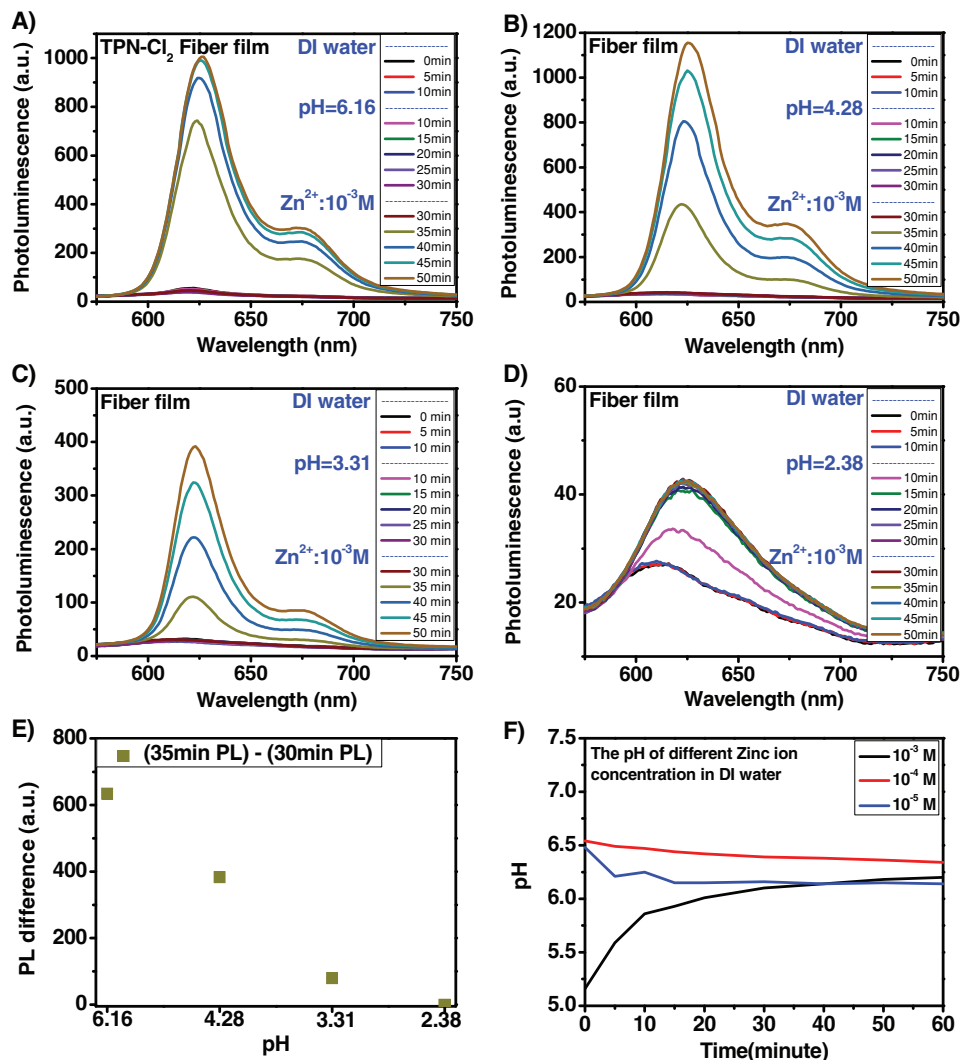 A)
TPN-Cl2 Fiber film
DI water
pH=6.16
Zn2+:10-3M
0min
5min
10min
10min
15min
20min
25min
30min
30min
35min
40min
45min
50min
1000
800
600
400
200
0
600
650
700
750
Photoluminescence (a.u.)
Wavelength (nm)
B)
Fiber film
DI water
pH=4.28
Zn2+:10-3M
0min
5min
10min
10min
15min
20min
25min
30min
30min
35min
40min
45min
50min
1200
1000
800
600
400
200
0
600
650
700
750
Photoluminescence (a.u.)
Wavelength (nm)
C)
Fiber film
DI water
pH=3.31
Zn2+:10-3M
0 min
5 min
10 min
10 min
15 min
20 min
25 min
30 min
30 min
35 min
40 min
45 min
50 min
500
400
300
200
100
0
600
650
700
750
Photoluminescence (a.u.)
Wavelength (nm)
D)
Fiber film
DI water
pH=2.38
Zn2+:10-3M
0min
5min
10min
10min
15min
20min
25min
30min
30min
35min
40min
45min
50min
60
40
20
600
650
700
750
Photoluminescence (a.u)
Wavelength (nm)
E)
(35min PL) - (30min PL)
800
600
400
200
0
6.16
4.28
3.31
2.38
PL difference (a.u.)
pH
F)
The pH of different Zinc ion
concentration in DI water
10-3 M
10-4 M
10-5 M
7.5
7.0
6.5
6.0
5.5
5.0
0
10
20
30
40
50
60
pH
Time(minute)